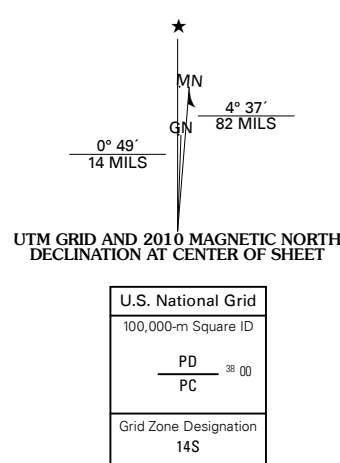 ★
MN
GN
4° 37´
82 MILS
0° 49´
14 MILS
UTM GRID AND 2010 MAGNETIC NORTH
DECLINATION AT CENTER OF SHEET
U.S. National Grid
100,000-m Square ID
PD
38 00
PC
Grid Zone Designation
14S